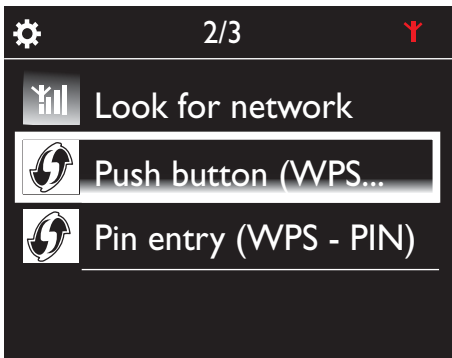 2/3
Look for network
Push button (WPS...
Pin entry (WPS - PIN)